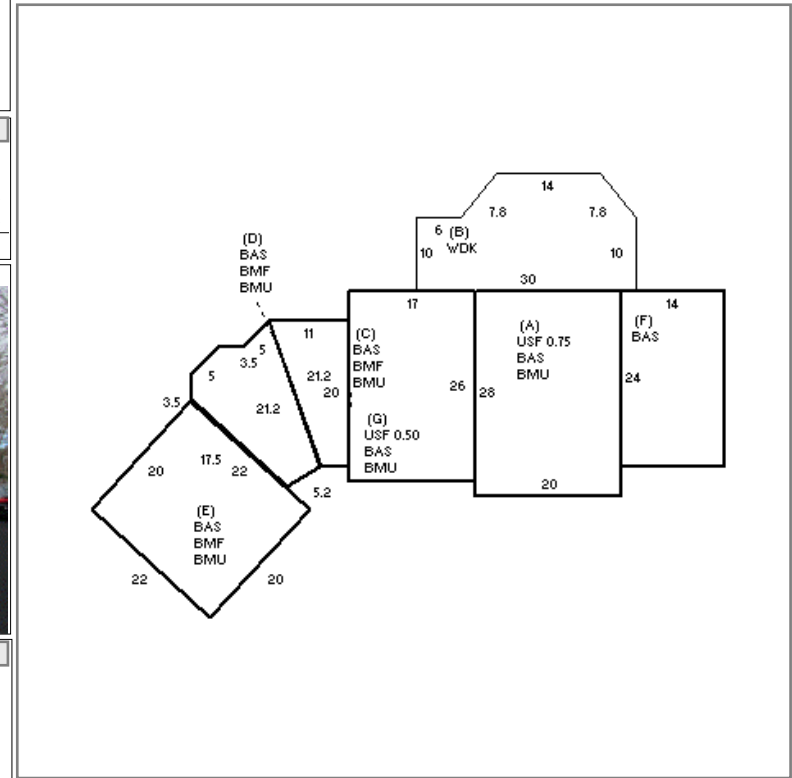 14
7.8
7.8
6
(B)
WDK
10
10
30
(D)
BAS
BMF
BMU
17
14
11
(C)
BAS
BMF
BMU
(A)
USF 0.75
BAS
BMU
(F)
BAS
5
3.5
5
21.2
20
26
28
24
3.5
21.2
(G)
USF 0.50
BAS
BMU
17.5
20
22
20
5.2
(E)
BAS
BMF
BMU
22
20